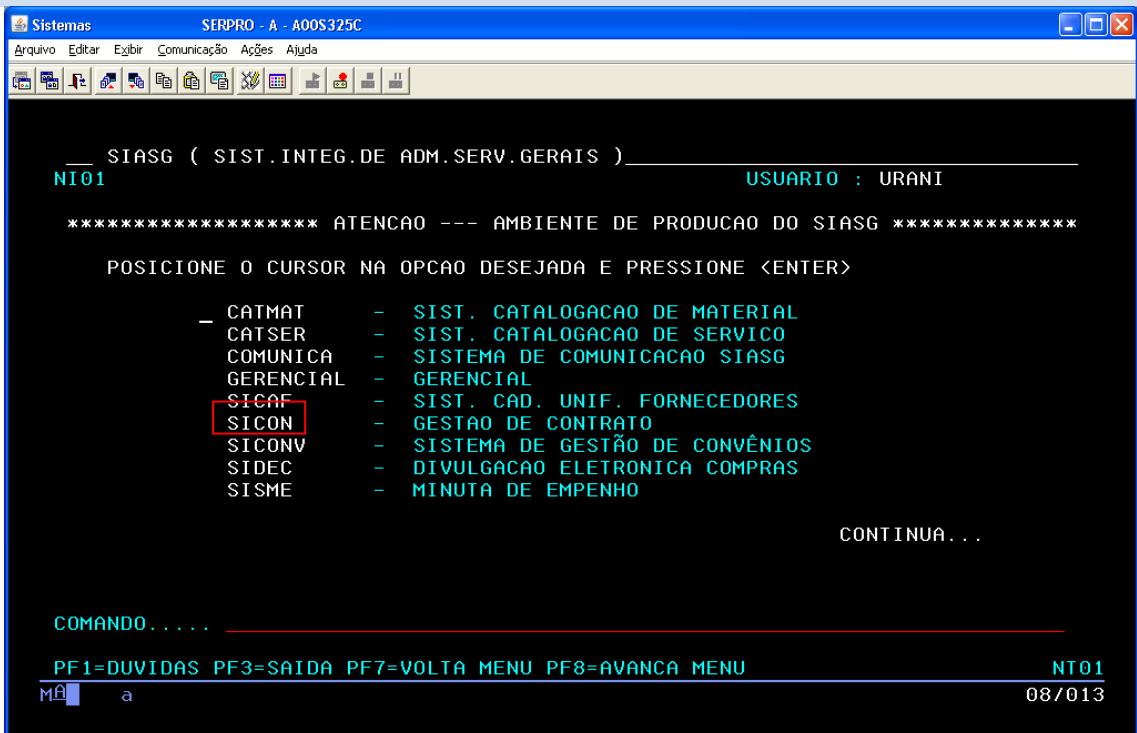 Sistemas SERPRO - A - A00S325C
Arquivo Editar Exibir Comunicação Ações Ajuda
__ SIASG ( SIST.INTEG.DE ADM.SERV.GERAIS )__________________________________
NI01 USUARIO : URANI
******************* ATENCAO --- AMBIENTE DE PRODUCAO DO SIASG **************
POSICIONE O CURSOR NA OPCAO DESEJADA E PRESSIONE <ENTER>
_ CATMAT - SIST. CATALOGACAO DE MATERIAL
CATSER - SIST. CATALOGACAO DE SERVICO
COMUNICA - SISTEMA DE COMUNICACAO SIASG
GERENCIAL - GERENCIAL
SICAF - SIST. CAD. UNIF. FORNECEDORES
SICON - GESTAO DE CONTRATO
SICONV - SISTEMA DE GESTÃO DE CONVÊNIOS
SIDEC - DIVULGACAO ELETRONICA COMPRAS
SISME - MINUTA DE EMPENHO
CONTINUA...
COMANDO..... _______________________________________________________________
PF1=DUVIDAS PF3=SAIDA PF7=VOLTA MENU PF8=AVANCA MENU NT01
MA a 08/013